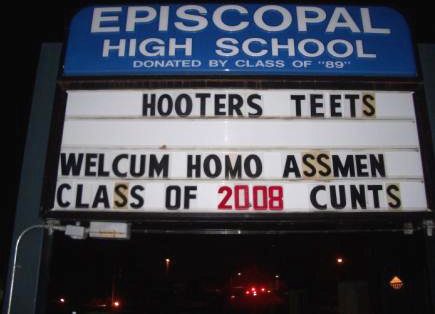 EPISCOPAL
HIGH SCHOOL
DONATED BY CLASS OF "89"
HOOTERS TEETS
WELCUM HOMO ASSMEN
CLASS OF 2008 CUNTS